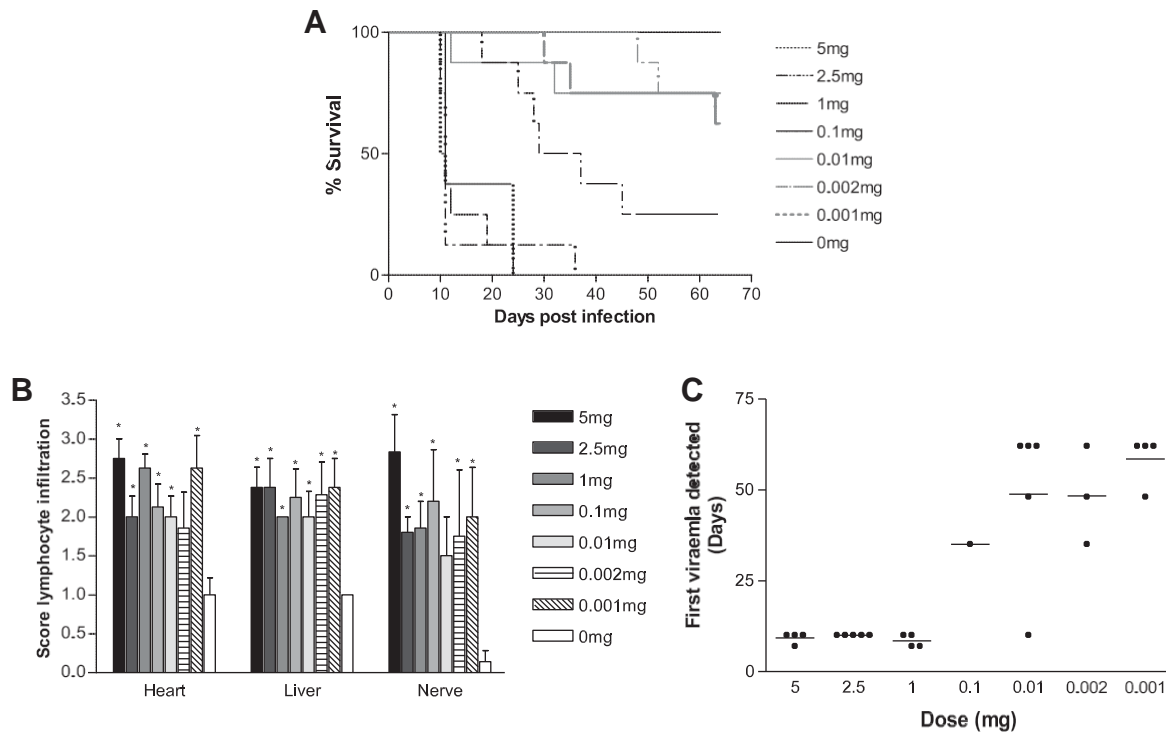 A
100
50
0
% Survival
0 10 20 30 40 50 60 70
Days post infection
5mg
2.5mg
1mg
0.1mg
0.01mg
0.002mg
0.001mg
0mg
B
Score lymphocyte infiltration
3.5
3.0
2.5
2.0
1.5
1.0
0.5
0.0
* * * * * *
* * * * * * *
* * * * * *
Heart Liver Nerve
5mg
2.5mg
1mg
0.1mg
0.01mg
0.002mg
0.001mg
0mg
C
First viraemia detected
(Days)
75
50
25
0
5 2.5 1 0.1 0.01 0.002 0.001
Dose (mg)